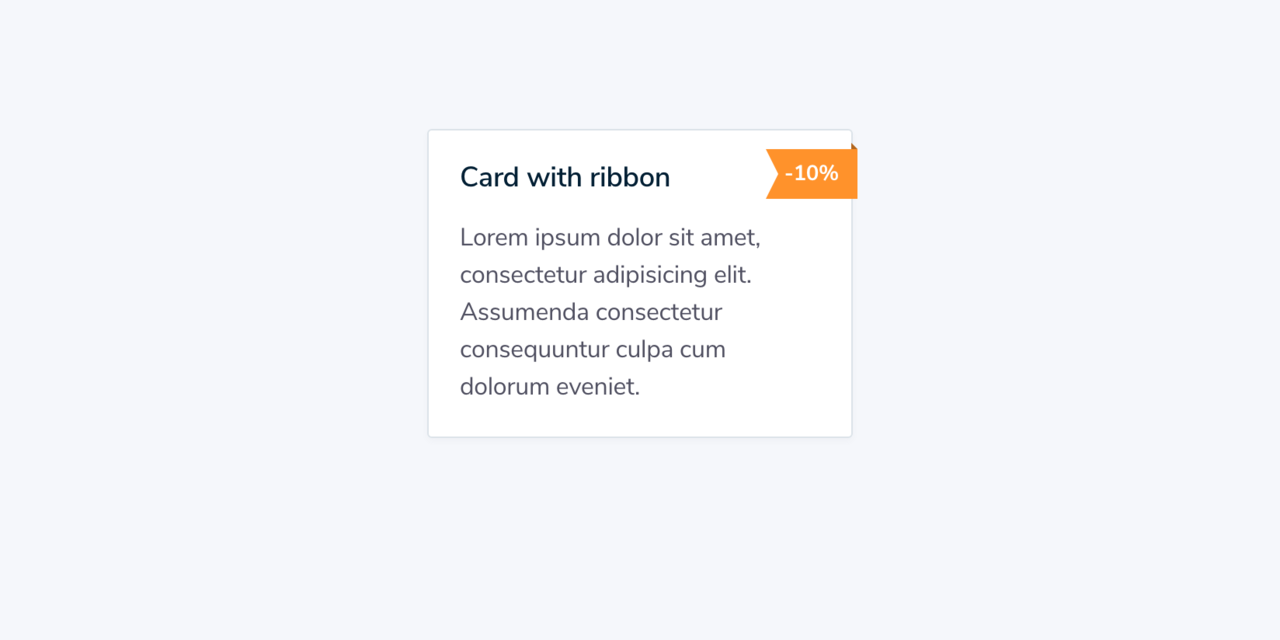 Card with ribbon
-10%
Lorem ipsum dolor sit amet,
consectetur adipisicing elit.
Assumenda consectetur
consequuntur culpa cum
dolorum eveniet.